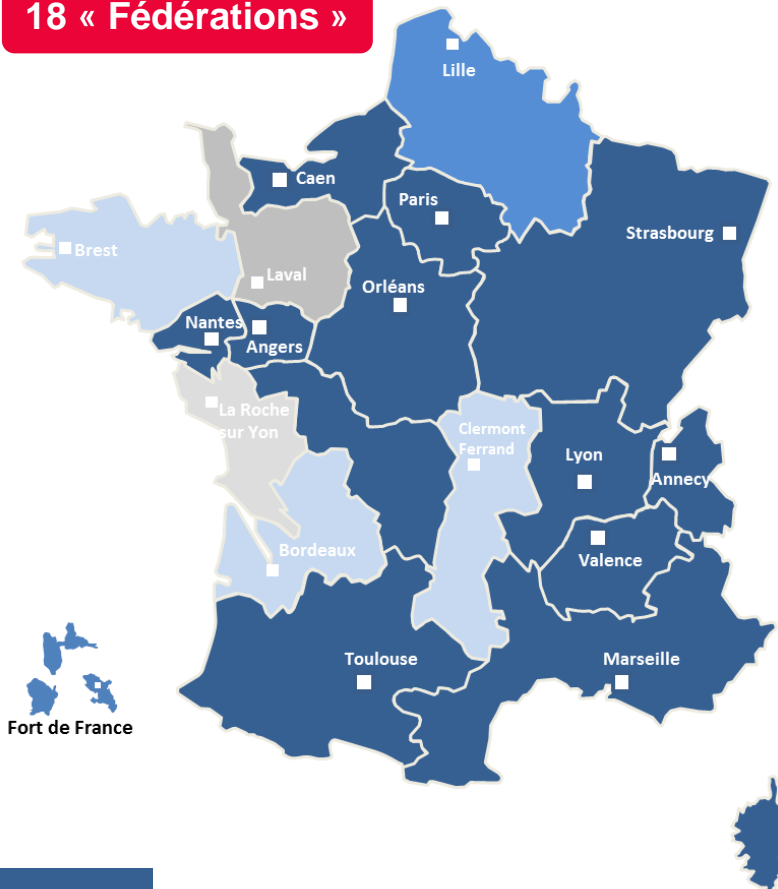 18 « Fédérations »
Lille
Caen
Paris
Strasbourg
Brest
Laval
Orléans
Nantes
Angers
La Roche
sur Yon
Clermont
Ferrand
Lyon
Annecy
Bordeaux
Valence
Toulouse
Marseille
Fort de France